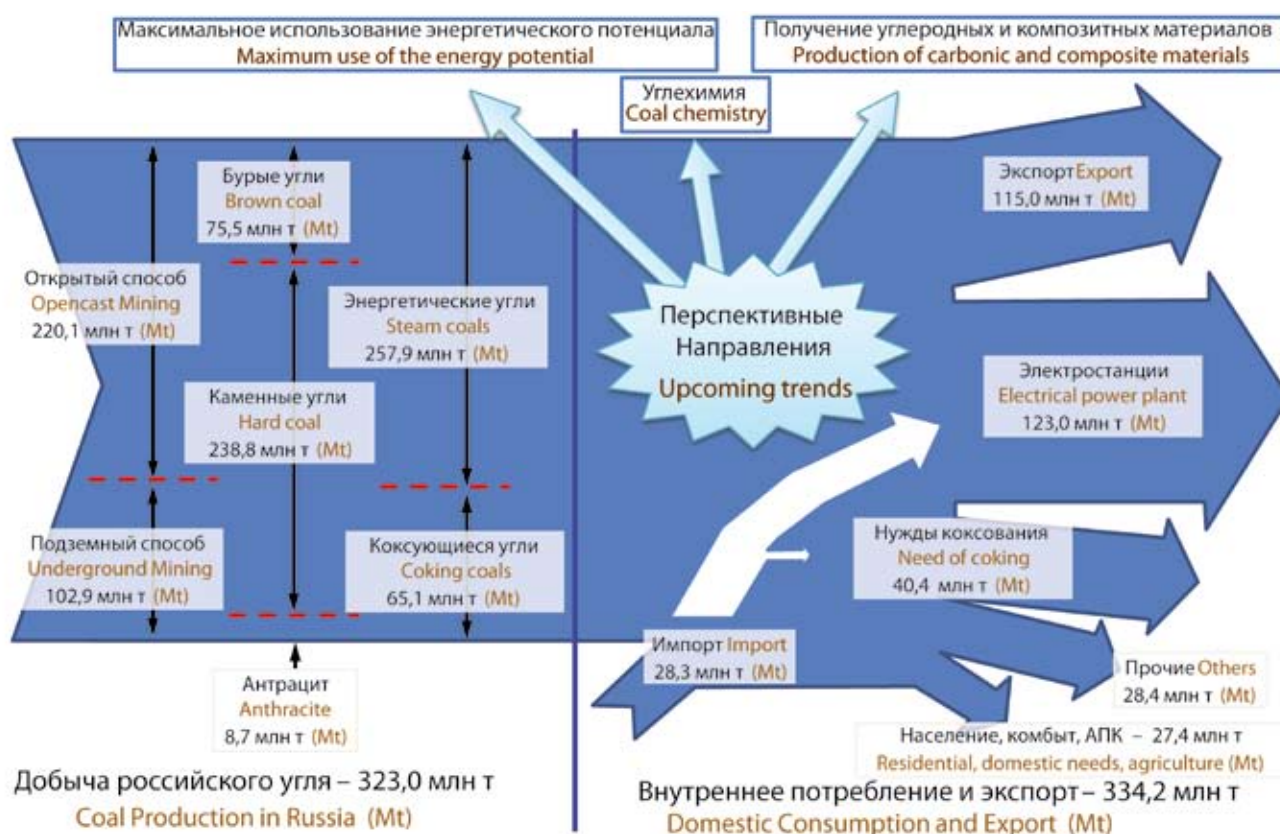 Максимальное использование энергетического потенциала
Maximum use of the energy potential
Получение углеродных и композитных материалов
Production of carbonic and composite materials
Углехимия
Coal chemistry
Бурые угли
Brown coal
75,5 млн т (Mt)
Экспорт Export
115,0 млн т (Mt)
Открытый способ
Opencast Mining
220,1 млн т (Mt)
Энергетические угли
Steam coals
257,9 млн т (Mt)
Перспективные
Направления
Upcoming trends
Каменные угли
Hard coal
238,8 млн т (Mt)
Электростанции
Electrical power plant
123,0 млн т (Mt)
Подземный способ
Underground Mining
102,9 млн т (Mt)
Коксующиеся угли
Coking coals
65,1 млн т (Mt)
Нужды коксования
Need of coking
40,4 млн т (Mt)
Импорт Import
28,3 млн т (Mt)
Прочие Others
28,4 млн т (Mt)
Антрацит
Anthracite
8,7 млн т (Mt)
Население, комбыт, АПК – 27,4 млн т
Residential, domestic needs, agriculture (Mt)
Добыча российского угля – 323,0 млн т
Coal Production in Russia (Mt)
Внутреннее потребление и экспорт – 334,2 млн т
Domestic Consumption and Export (Mt)